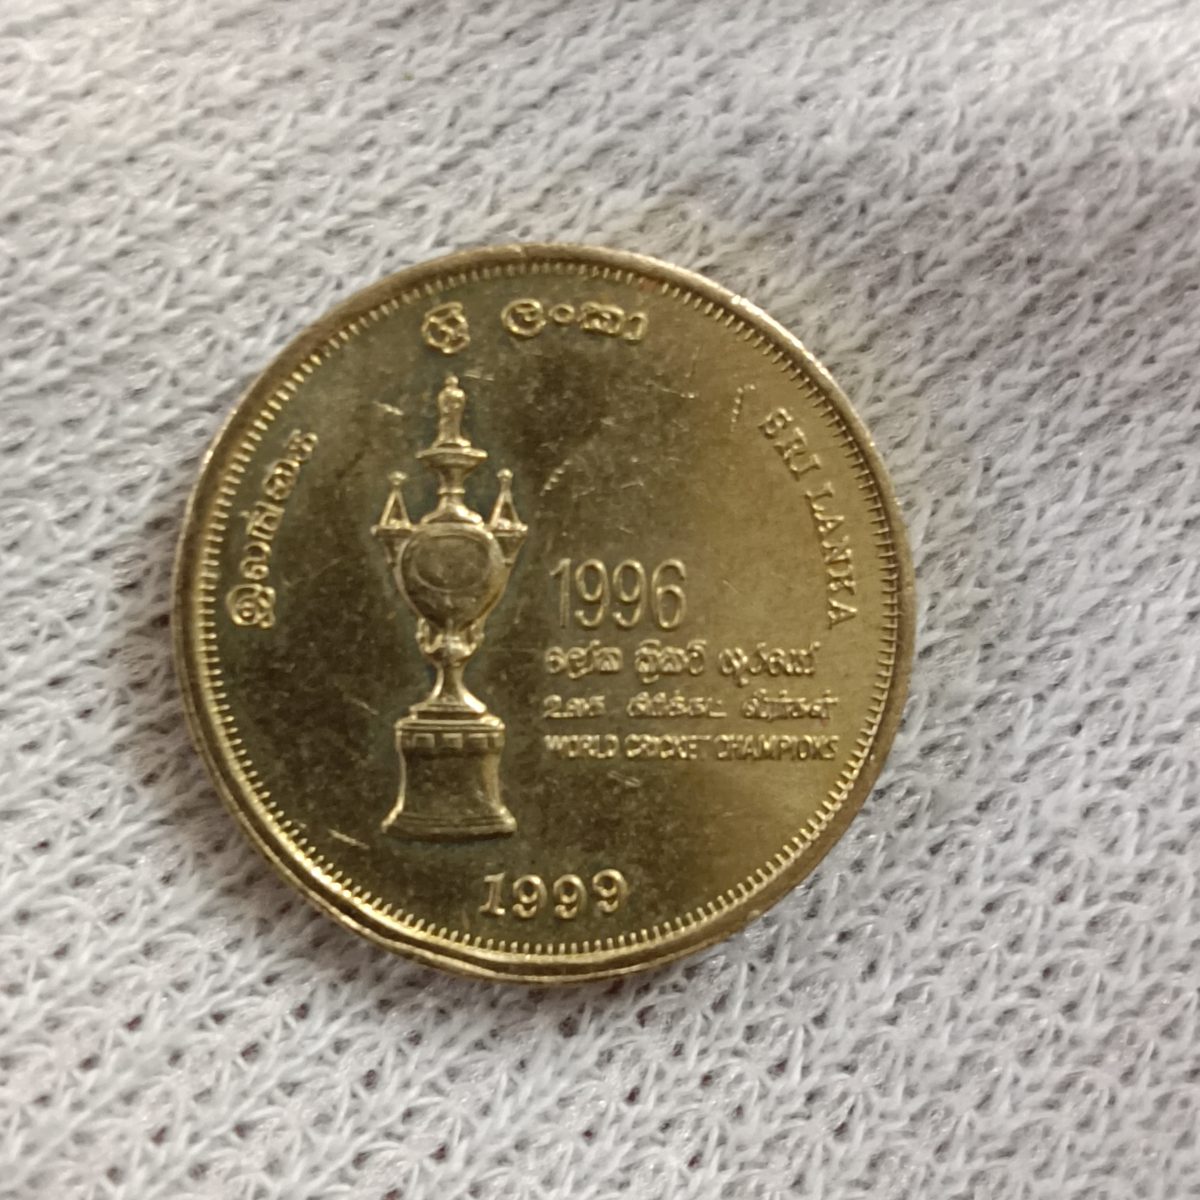 ශ්‍රී ලංකා
இலங்கை
SRI LANKA
1996
ලෝක ක්‍රිකට් ශූරයෝ
உலக கிரிக்கட் வீரர்கள்
WORLD CRICKET CHAMPIONS
1999